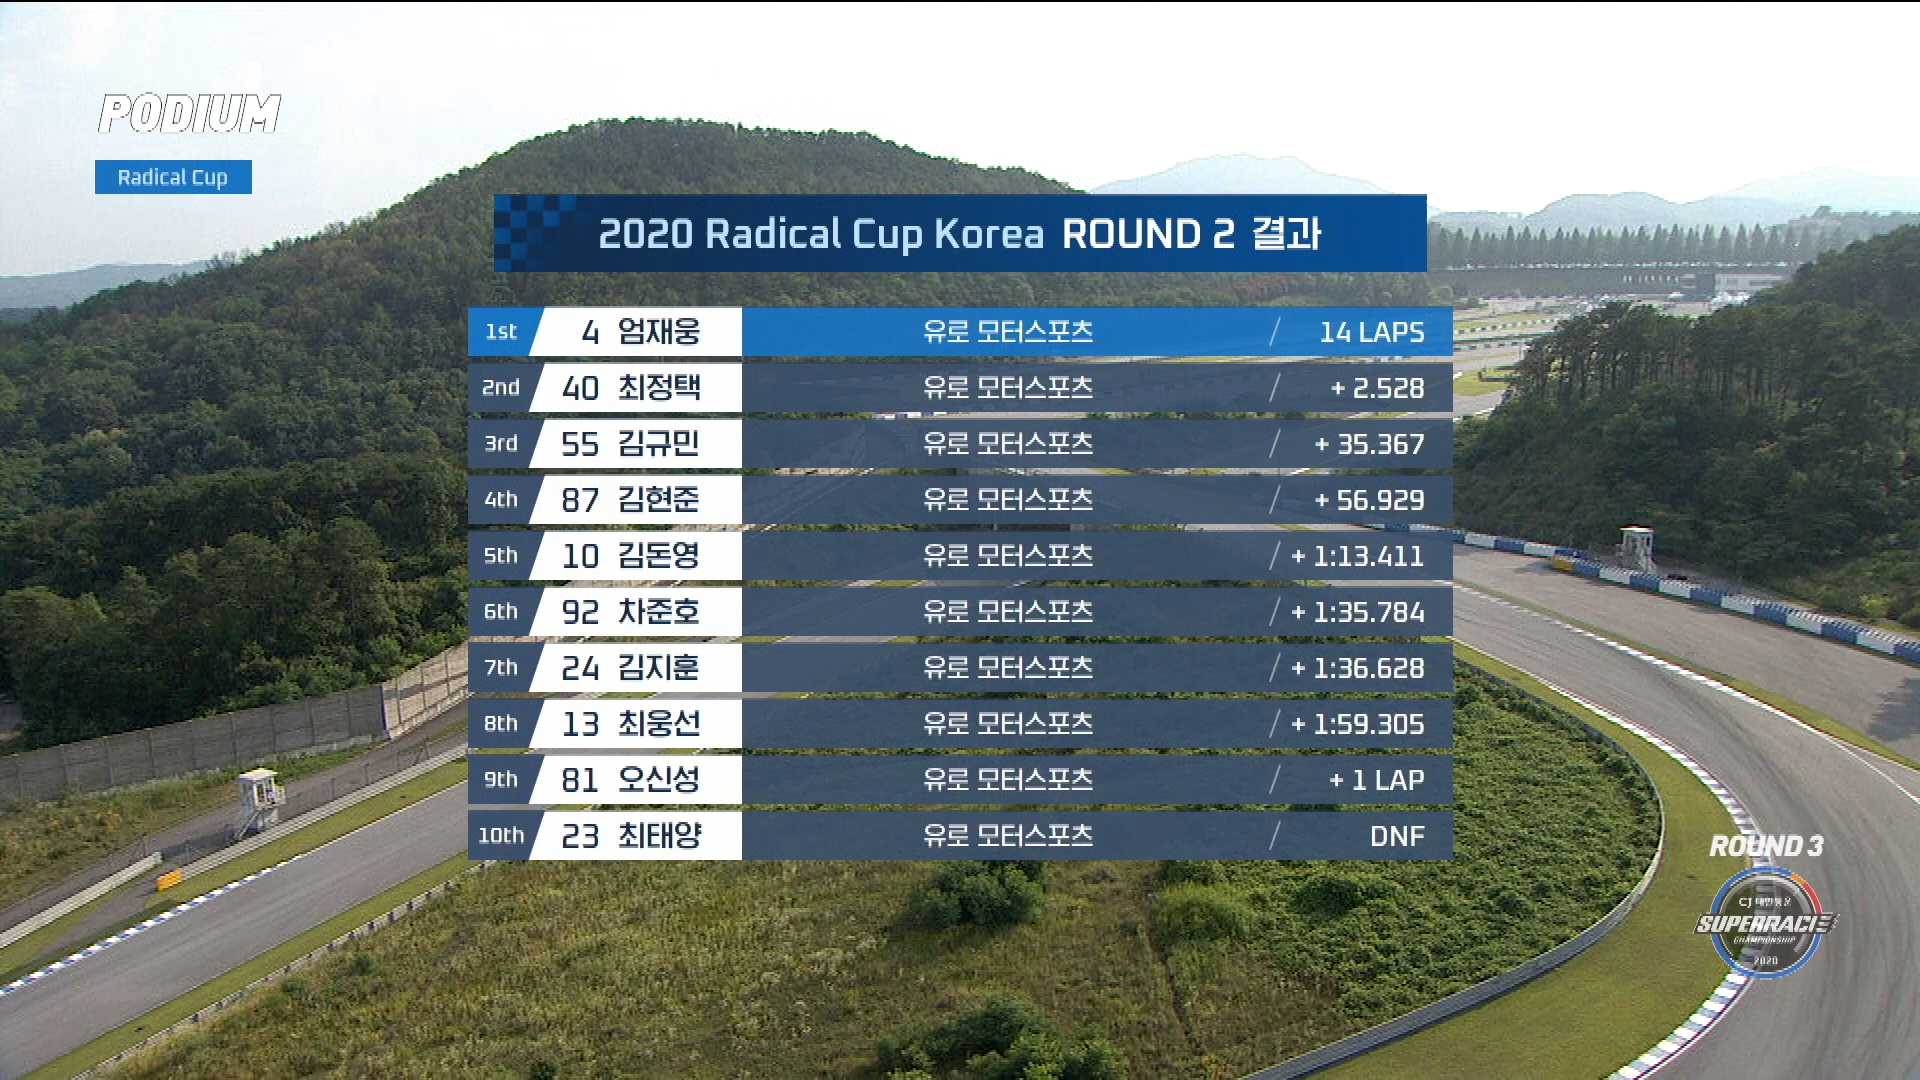 PODIUM
Radical Cup
2020 Radical Cup Korea ROUND 2 결과
1st 4 엄재웅 유로 모터스포츠 / 14 LAPS
2nd 40 최정택 유로 모터스포츠 / + 2.528
3rd 55 김규민 유로 모터스포츠 / + 35.367
4th 87 김현준 유로 모터스포츠 / + 56.929
5th 10 김돈영 유로 모터스포츠 / + 1:13.411
6th 92 차준호 유로 모터스포츠 / + 1:35.784
7th 24 김지훈 유로 모터스포츠 / + 1:36.628
8th 13 최웅선 유로 모터스포츠 / + 1:59.305
9th 81 오신성 유로 모터스포츠 / + 1 LAP
10th 23 최태양 유로 모터스포츠 / DNF
ROUND 3
CJ 대한통운
SUPERRACE
CHAMPIONSHIP
2020